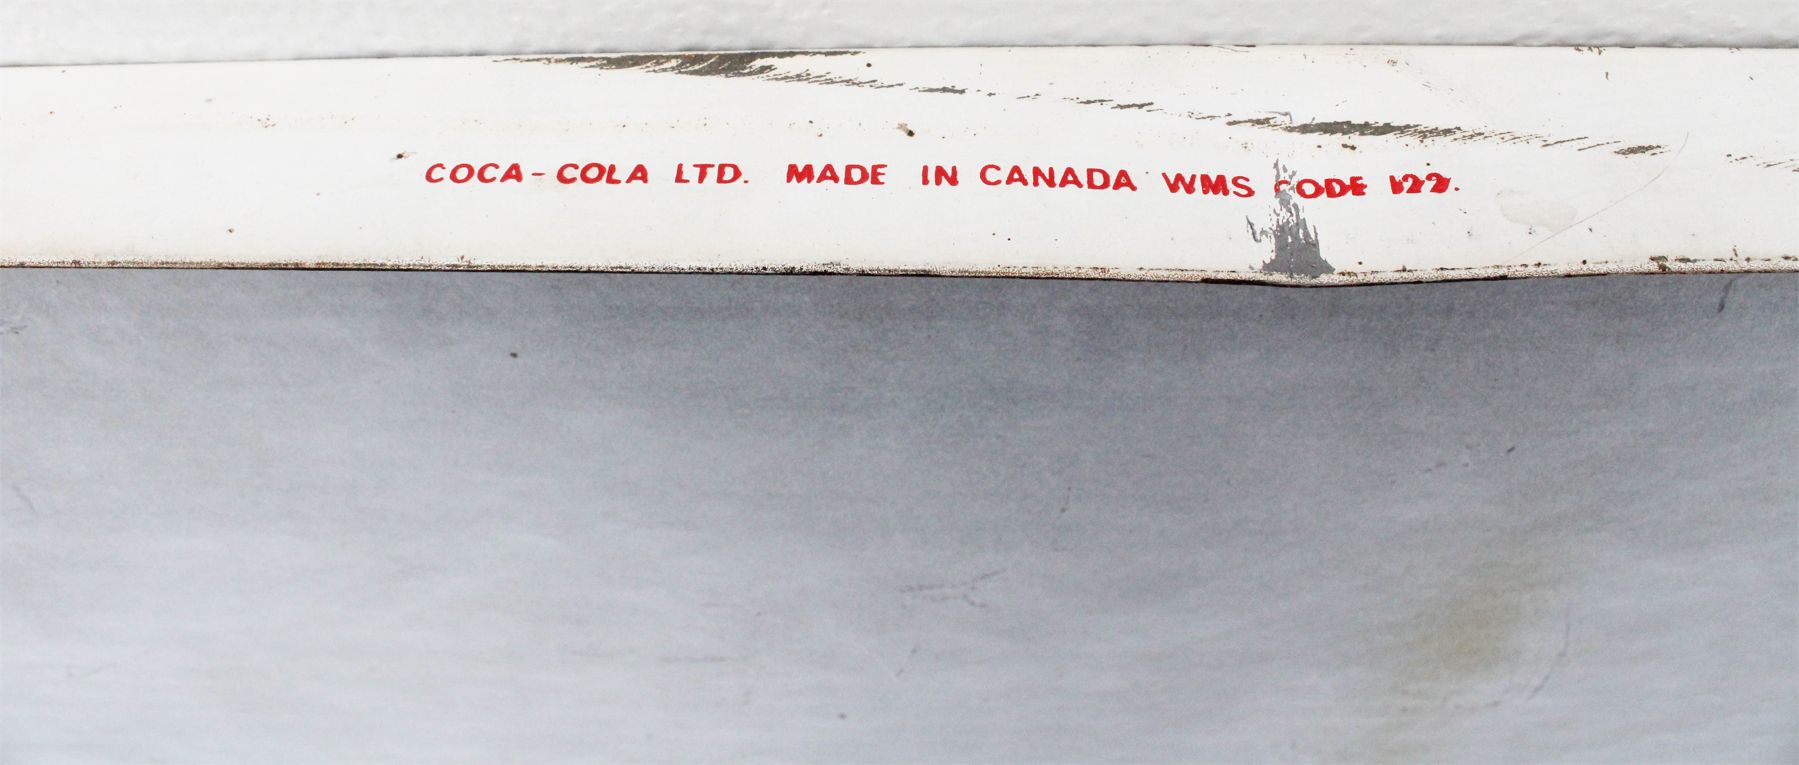 COCA-COLA LTD. MADE IN CANADA WMS CODE 122.